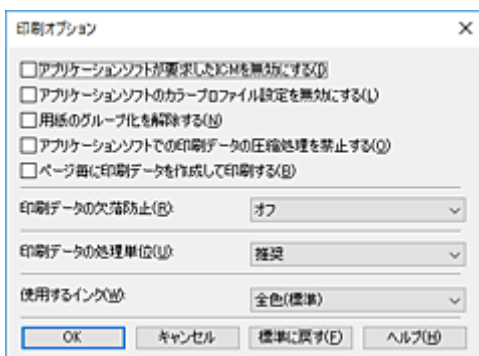 印刷オプション
アプリケーションソフトが要求したICMを無効にする(J)
アプリケーションソフトのカラープロファイル設定を無効にする(L)
用紙のグループ化を解除する(N)
アプリケーションソフトでの印刷データの圧縮処理を禁止する(O)
ページ毎に印刷データを作成して印刷する(B)
印刷データの欠落防止(R): オフ
印刷データの処理単位(U): 推奨
使用するインク(W): 全色(標準)
OK キャンセル 標準に戻す(F) ヘルプ(H)